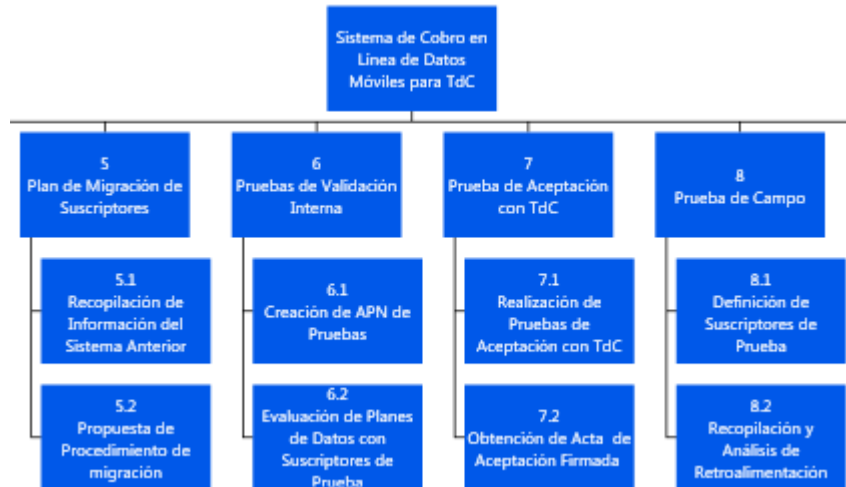 Sistema de Cobro en
Línea de Datos
Móviles para TdC
5
Plan de Migración de
Suscriptores
6
Pruebas de Validación
Interna
7
Prueba de Aceptación
con TdC
8
Prueba de Campo
5.1
Recopilación de
Información del
Sistema Anterior
6.1
Creación de APN de
Pruebas
7.1
Realización de
Pruebas de
Aceptación con TdC
8.1
Definición de
Suscriptores de
Prueba
5.2
Propuesta de
Procedimiento de
migración
6.2
Evaluación de Planes
de Datos con
Suscriptores de
Prueba
7.2
Obtención de Acta de
Aceptación Firmada
8.2
Recopilación y
Análisis de
Retroalimentación